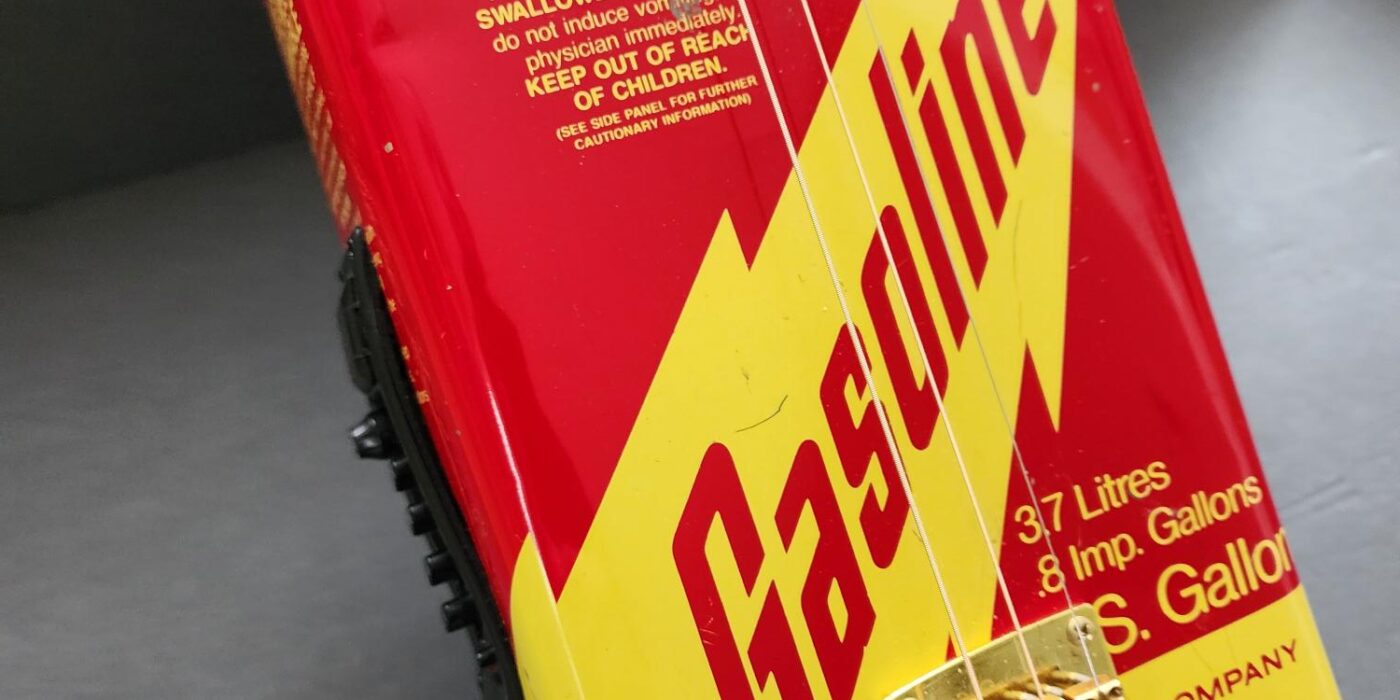 SWALLOWED
do not induce vomiting
physician immediately.
KEEP OUT OF REACH
OF CHILDREN.
(SEE SIDE PANEL FOR FURTHER
CAUTIONARY INFORMATION)
Gasoline
3.7 Litres
.8 Imp. Gallons
S. Gallon
COMPANY